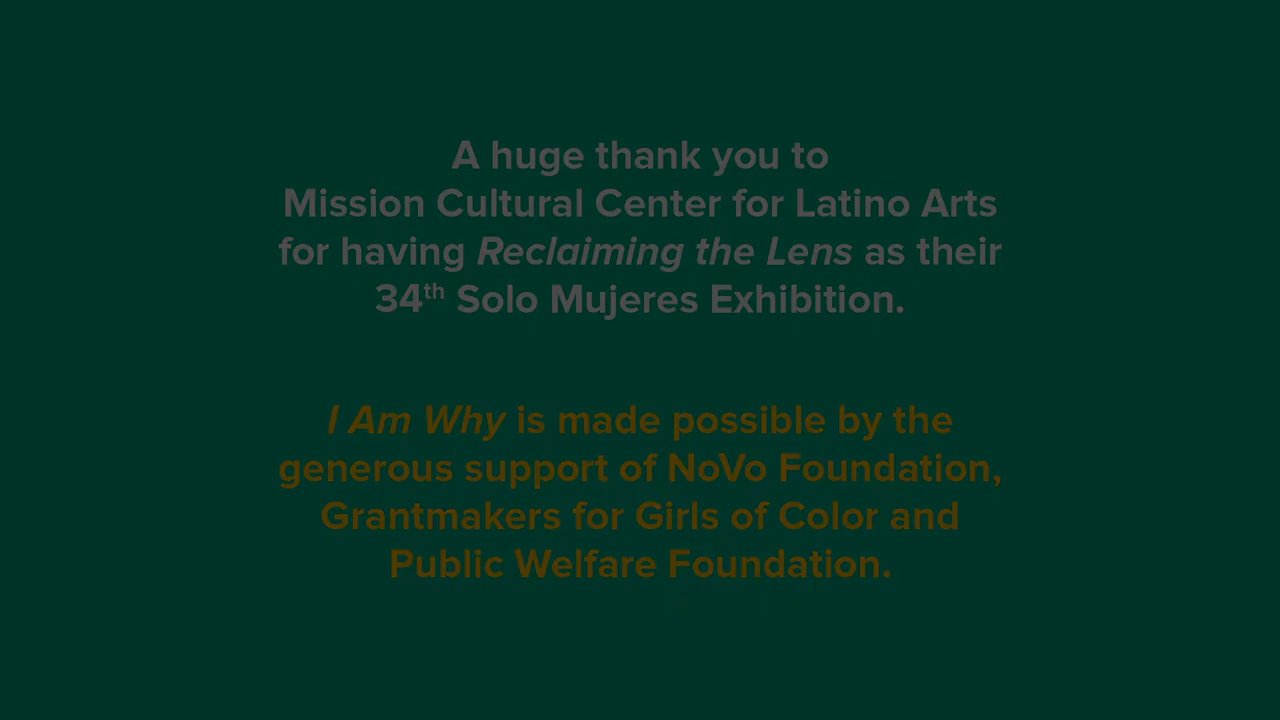 A huge thank you to
Mission Cultural Center for Latino Arts
for having Reclaiming the Lens as their
34th Solo Mujeres Exhibition.
I Am Why is made possible by the
generous support of NoVo Foundation,
Grantmakers for Girls of Color and
Public Welfare Foundation.